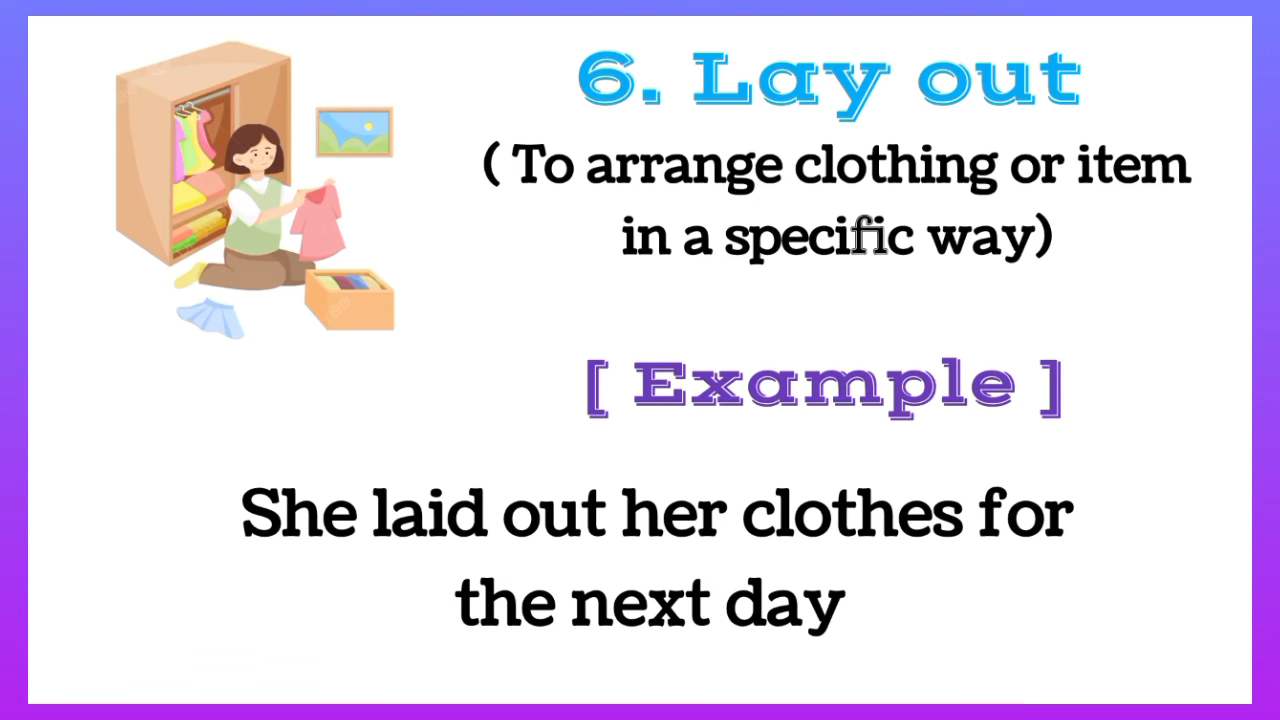 6. Lay out
( To arrange clothing or item
in a specific way)
[ Example ]
She laid out her clothes for
the next day